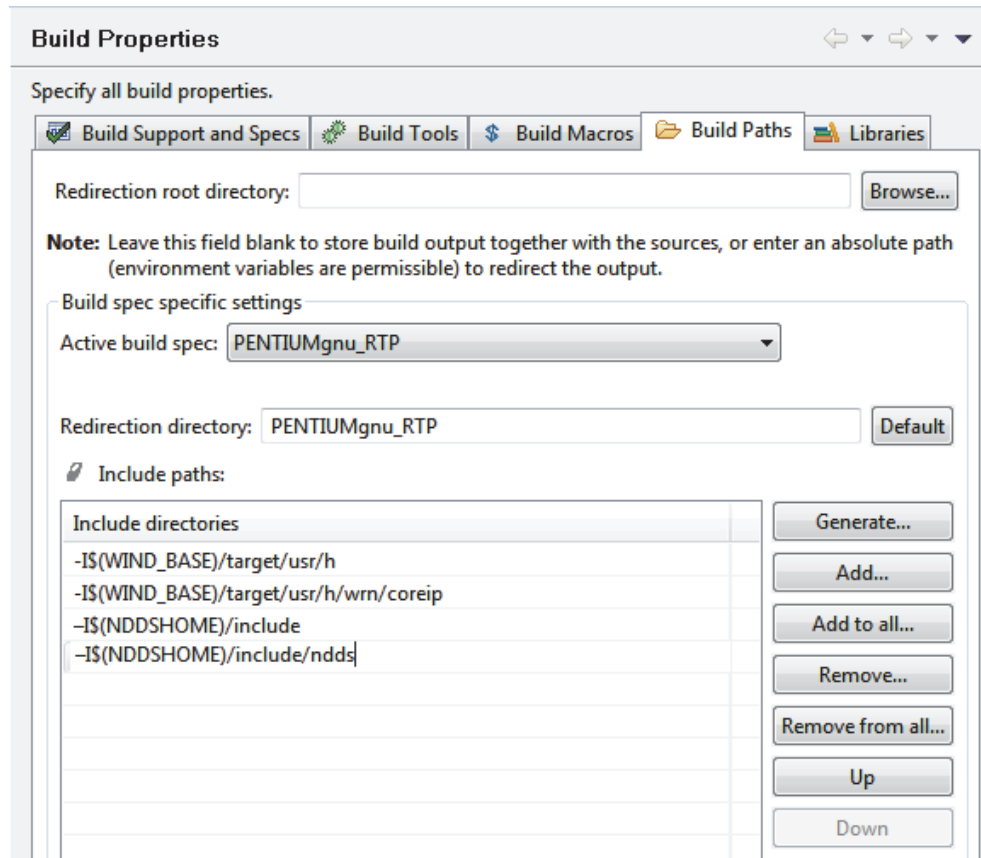 Build Properties
Specify all build properties.
Build Support and Specs Build Tools $ Build Macros Build Paths Libraries
Redirection root directory: Browse...
Note: Leave this field blank to store build output together with the sources, or enter an absolute path
(environment variables are permissible) to redirect the output.
Build spec specific settings
Active build spec: PENTIUMgnu_RTP
Redirection directory: PENTIUMgnu_RTP Default
Include paths:
Include directories Generate...
-I$(WIND_BASE)/target/usr/h
Add...
-I$(WIND_BASE)/target/usr/h/wrn/coreip
–I$(NDDSHOME)/include Add to all...
–I$(NDDSHOME)/include/ndds
Remove...
Remove from all...
Up
Down